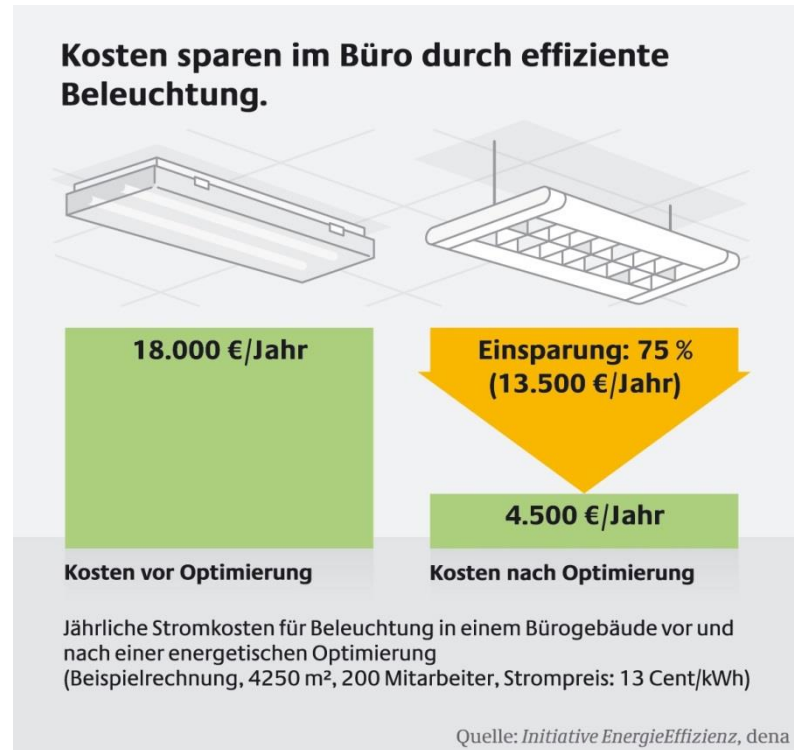 Kosten sparen im Büro durch effiziente
Beleuchtung.
18.000 €/Jahr
Einsparung: 75 %
(13.500 €/Jahr)
4.500 €/Jahr
Kosten vor Optimierung
Kosten nach Optimierung
Jährliche Stromkosten für Beleuchtung in einem Bürogebäude vor und
nach einer energetischen Optimierung
(Beispielrechnung, 4250 m², 200 Mitarbeiter, Strompreis: 13 Cent/kWh)
Quelle: Initiative EnergieEffizienz, dena